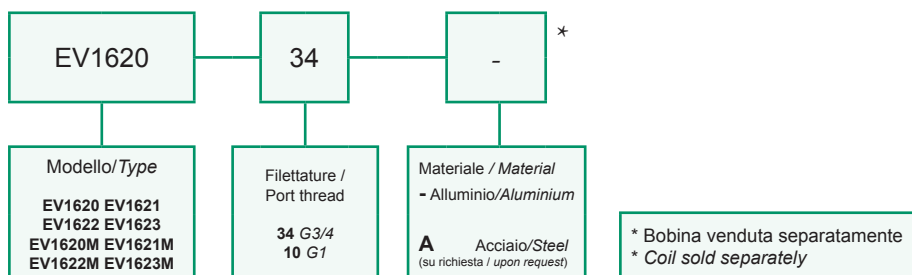 EV1620 34 - *
Modello/Type
EV1620 EV1621
EV1622 EV1623
EV1620M EV1621M
EV1622M EV1623M
Filettature /
Port thread
34 G3/4
10 G1
Materiale / Material
- Alluminio/Aluminium
A Acciaio/Steel
(su richiesta / upon request)
* Bobina venduta separatamente
* Coil sold separately